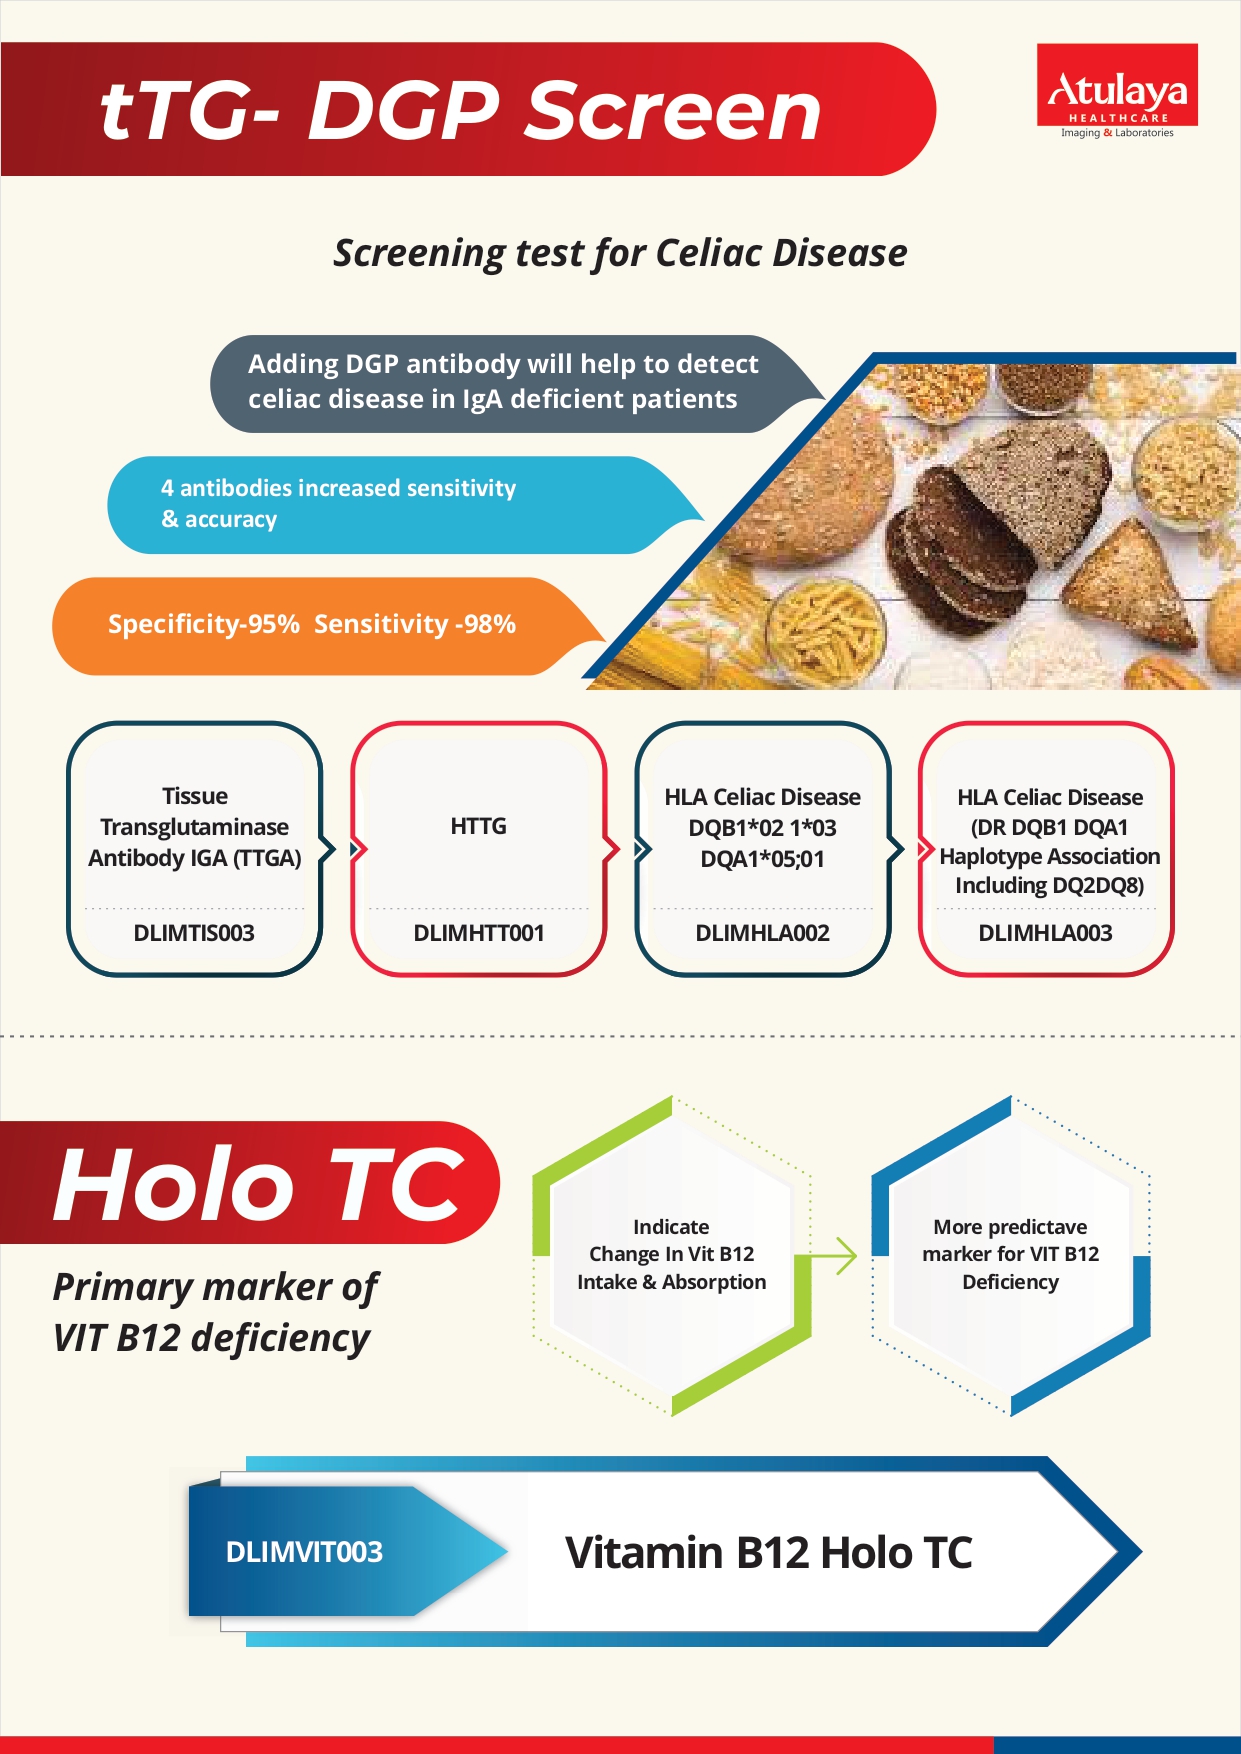 tTG- DGP Screen
Atulaya
HEALTHCARE
Imaging & Laboratories
Screening test for Celiac Disease
Adding DGP antibody will help to detect
celiac disease in IgA deficient patients
4 antibodies increased sensitivity
& accuracy
Specificity-95% Sensitivity -98%
Tissue
Transglutaminase
Antibody IGA (TTGA)
DLIMTIS003
HTTG
DLIMHTT001
HLA Celiac Disease
DQB1*02 1*03
DQA1*05;01
DLIMHLA002
HLA Celiac Disease
(DR DQB1 DQA1
Haplotype Association
Including DQ2DQ8)
DLIMHLA003
Holo TC
Primary marker of
VIT B12 deficiency
Indicate
Change In Vit B12
Intake & Absorption
More predictave
marker for VIT B12
Deficiency
DLIMVIT003
Vitamin B12 Holo TC